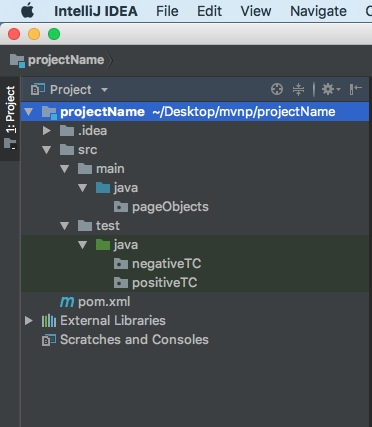 IntelliJ IDEA File Edit View Navigate
projectName
Project
1: Project
projectName ~/Desktop/mvnp/projectName
.idea
src
main
java
pageObjects
test
java
negativeTC
positiveTC
pom.xml
External Libraries
Scratches and Consoles